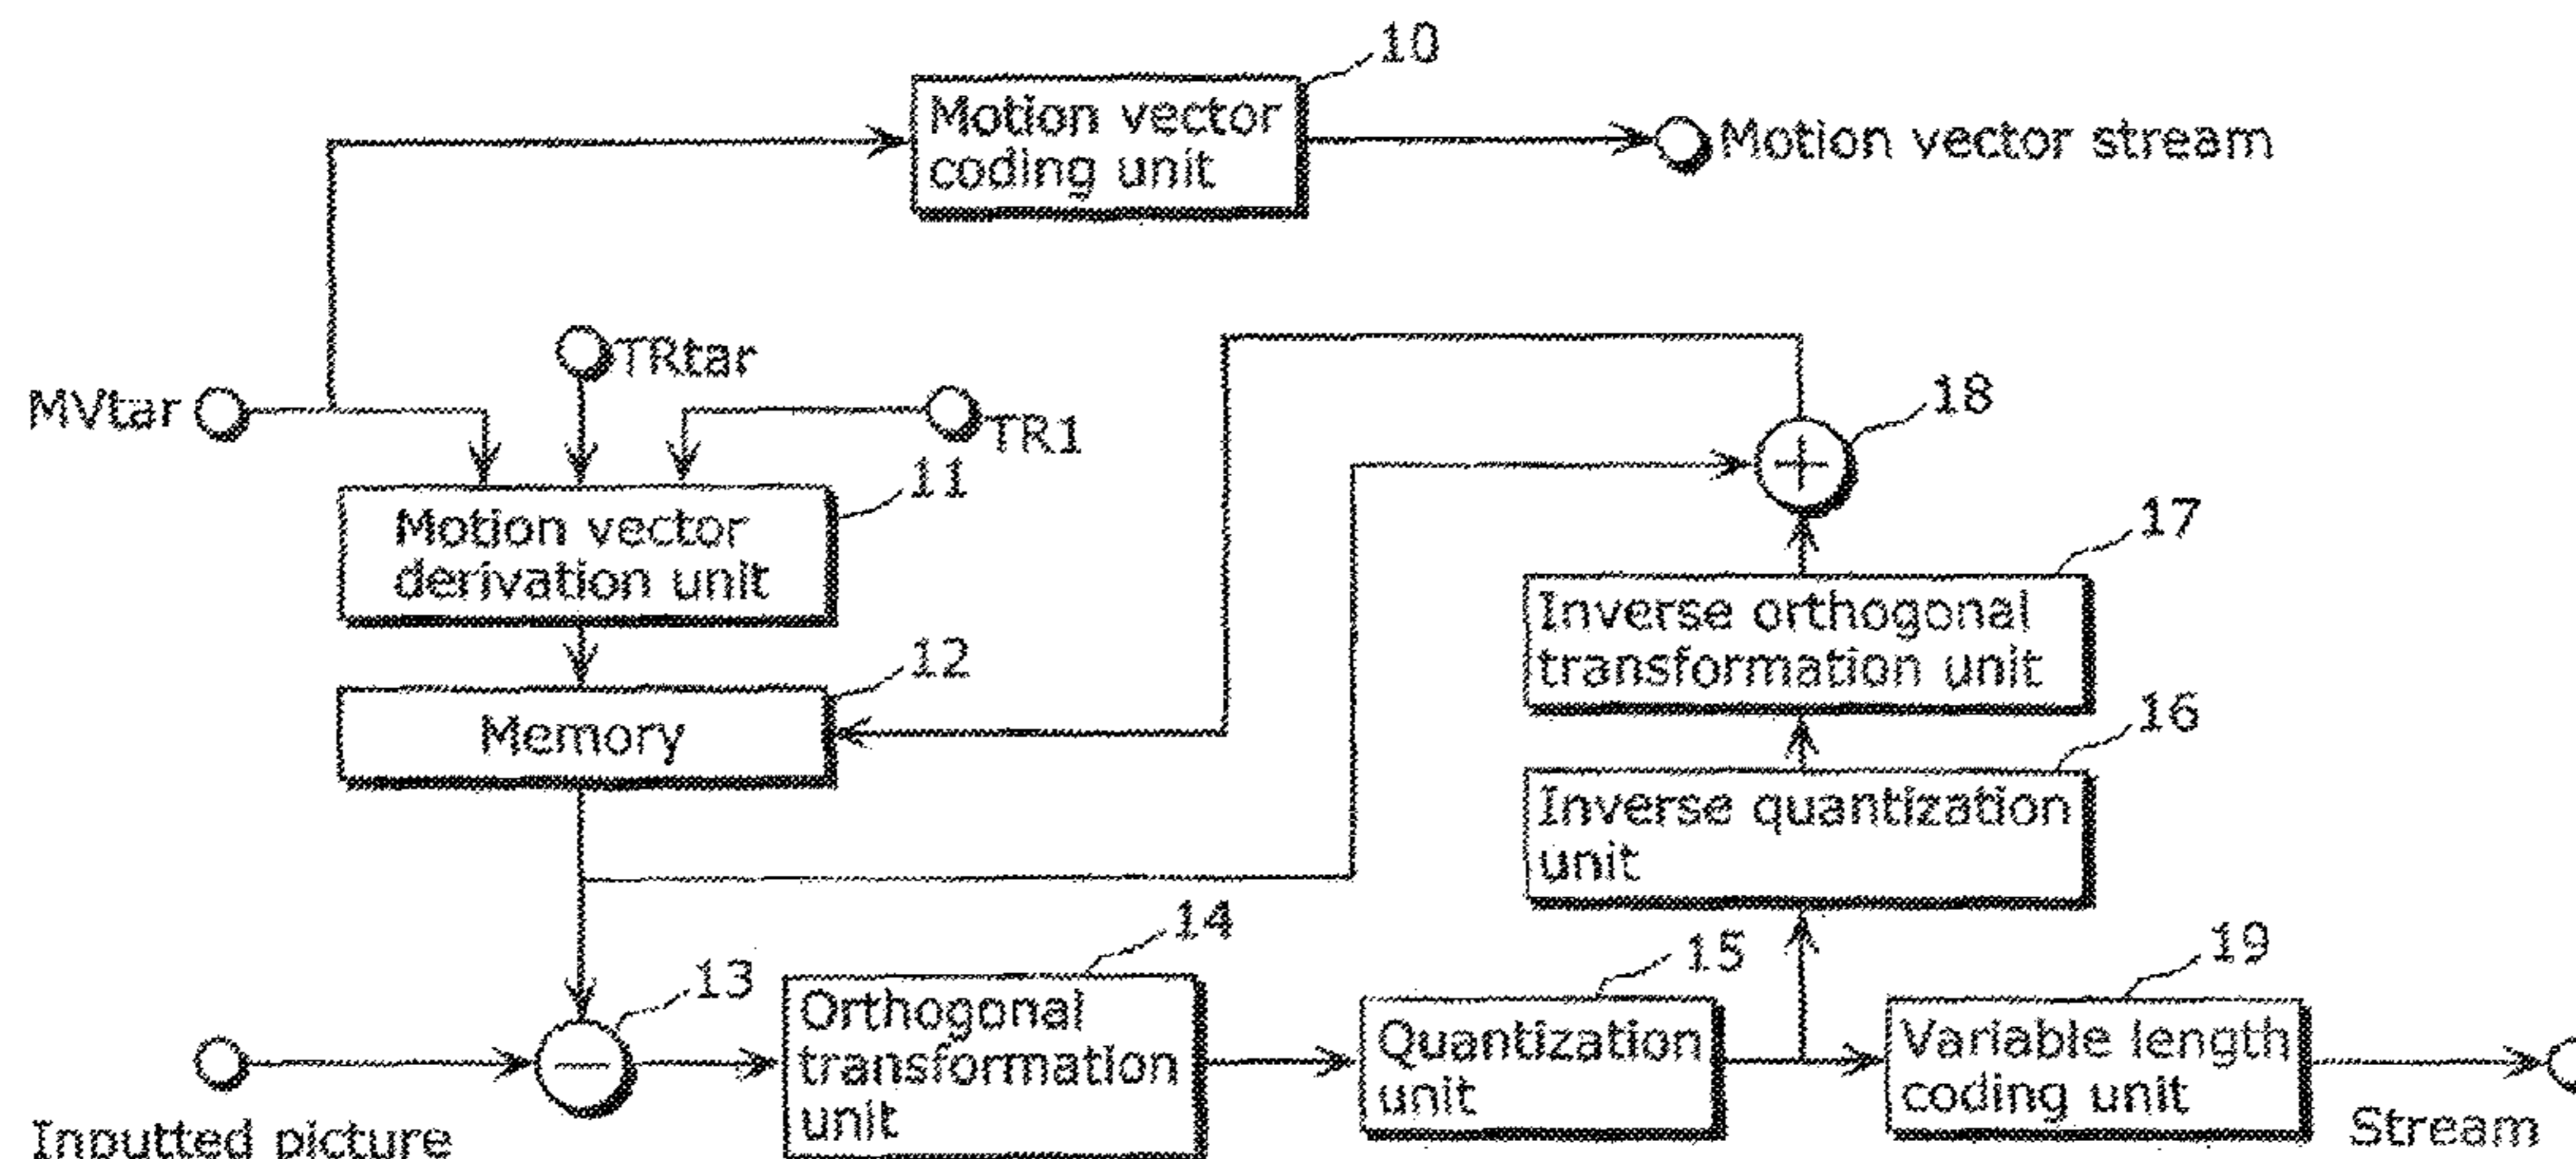 10
Motion vector
coding unit
Motion vector stream
TRtar
MVtar
TR1
18
11
Motion vector
derivation unit
17
Inverse orthogonal
transformation unit
12
Memory
16
Inverse quantization
unit
14
13
15
19
Orthogonal
transformation
unit
Quantization
unit
Variable length
coding unit
Inputted picture
Stream